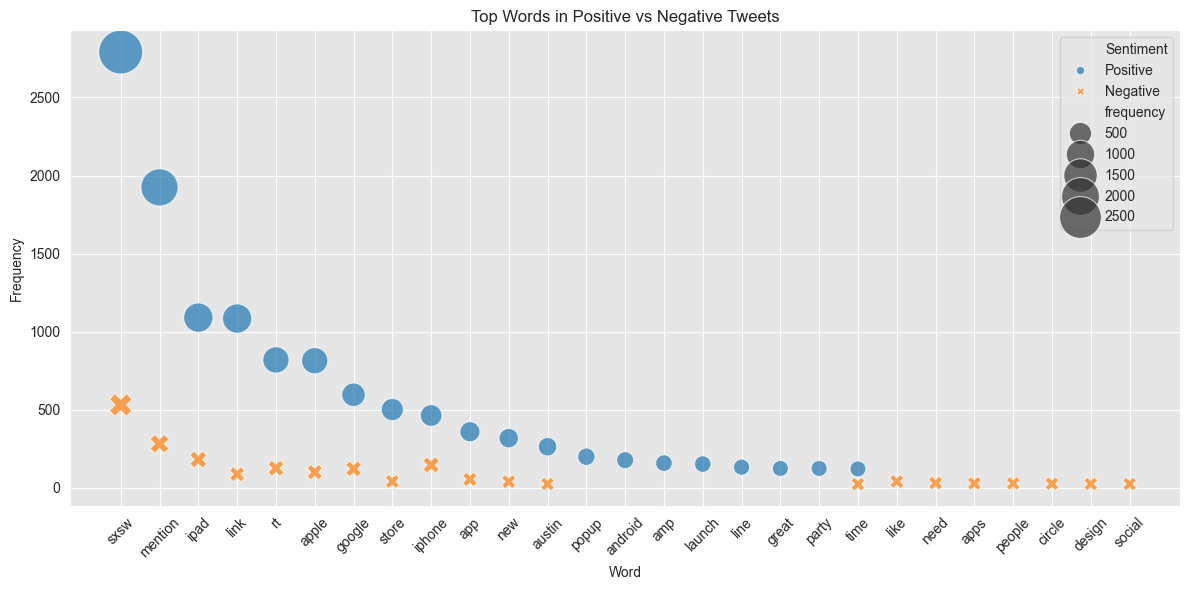 Top Words in Positive vs Negative Tweets
Sentiment
Positive
Negative
frequency
500
1000
1500
2000
2500
Frequency
2500
2000
1500
1000
500
0
sxsw
mention
ipad
link
rt
apple
google
store
iphone
app
new
austin
popup
android
amp
launch
line
great
party
time
like
need
apps
people
circle
design
social
Word